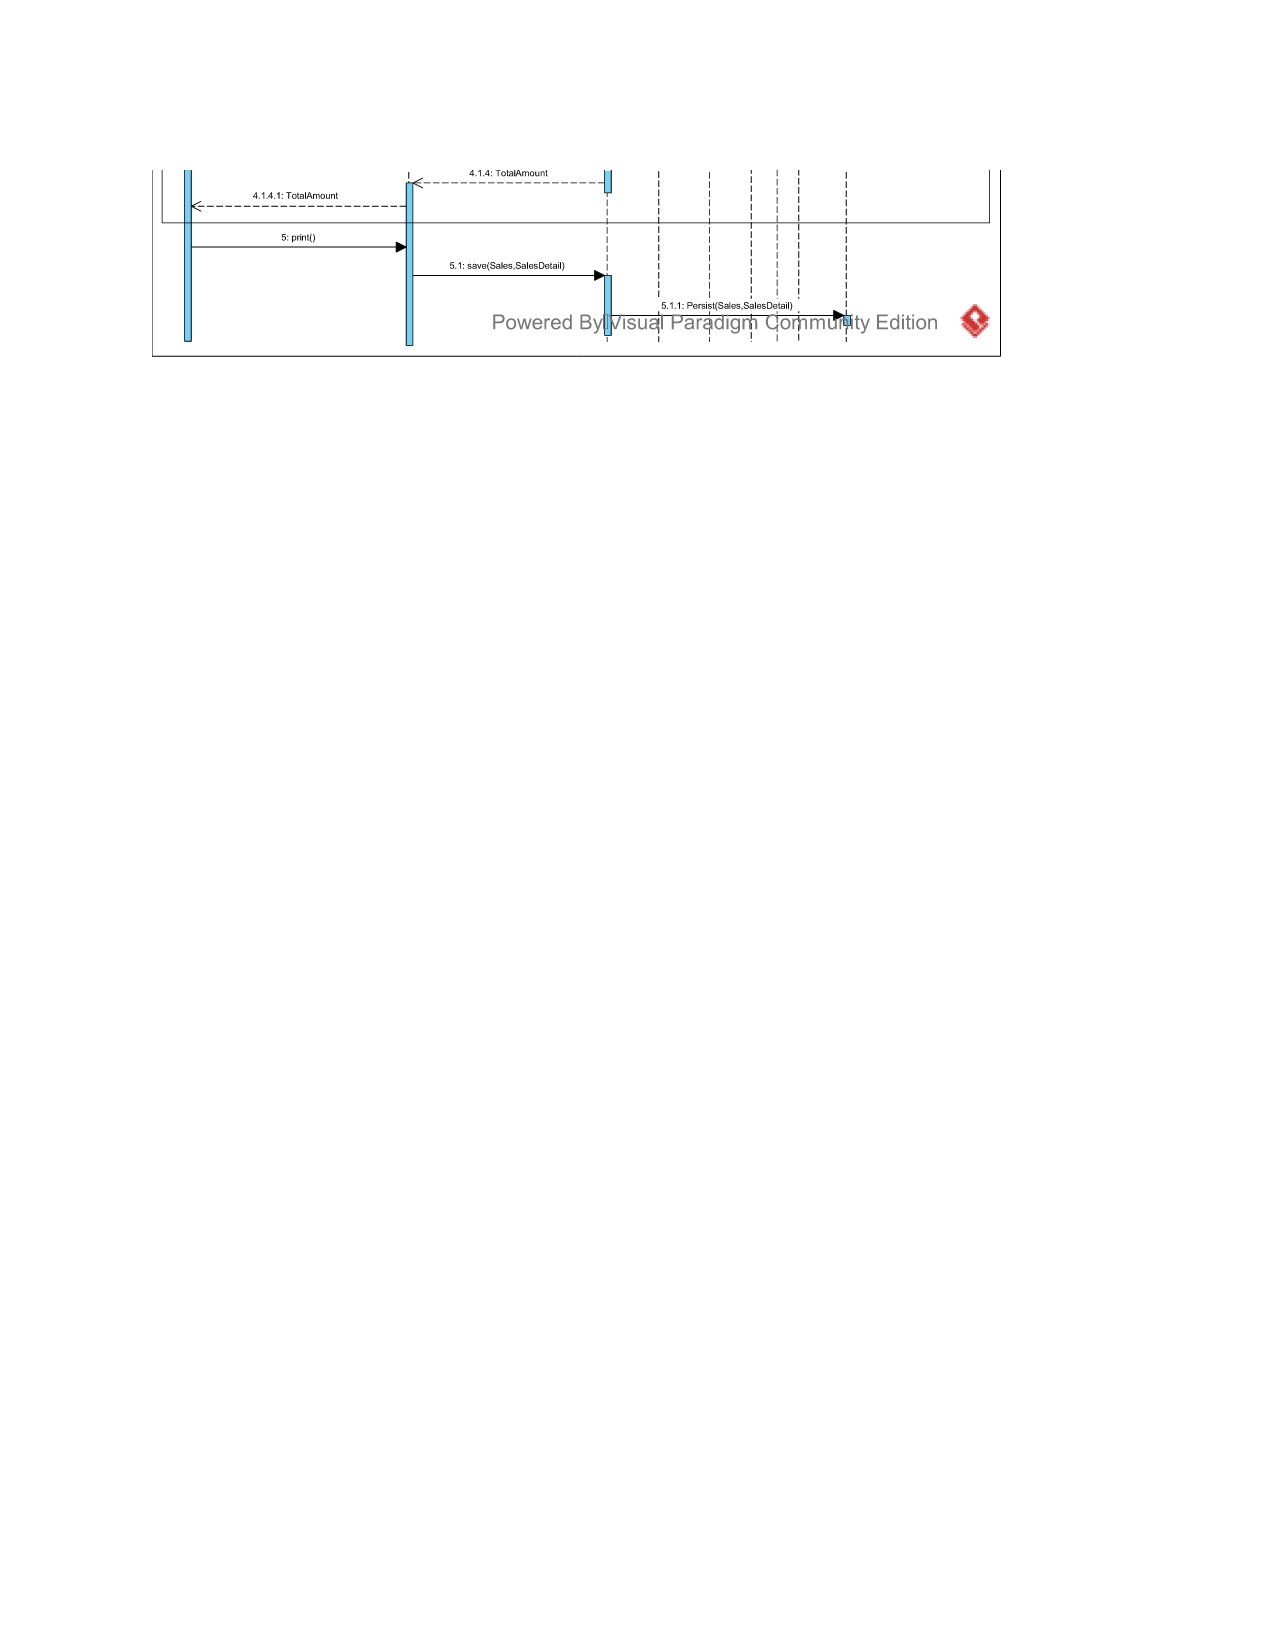 4.1.4: TotalAmount
4.1.4.1: TotalAmount
5: print()
5.1: save(Sales,SalesDetail)
5.1.1: Persist(Sales,SalesDetail)
Powered By Visual Paradigm Community Edition